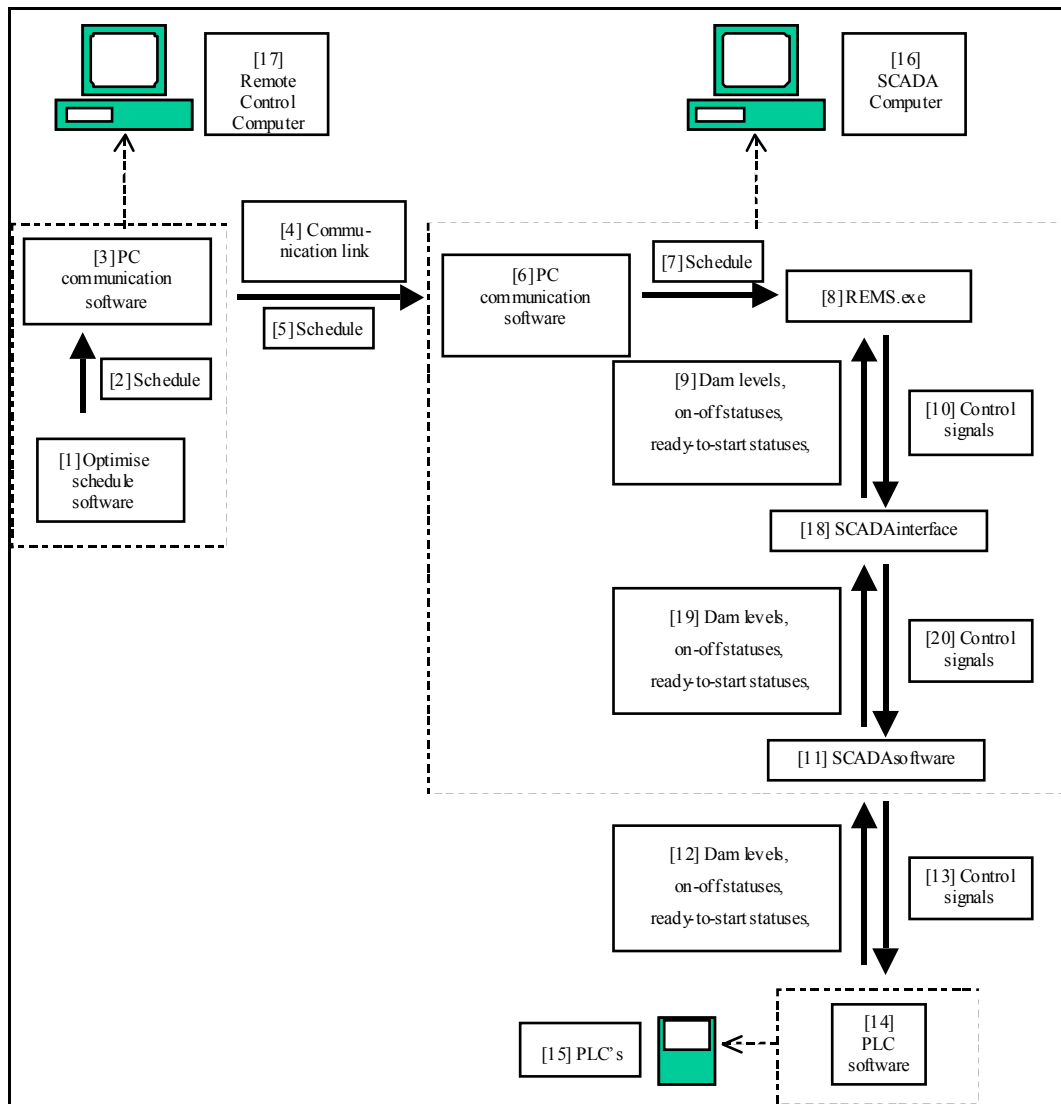 [17]
Remote
Control
Computer
[16]
SCADA
Computer
[3] PC
communication
software
[4] Commu-
nication link
[5] Schedule
[2] Schedule
[1] Optimise
schedule
software
[6] PC
communication
software
[7] Schedule
[8] REMS.exe
[9] Dam levels,
on-off statuses,
ready-to-start statuses,
[10] Control
signals
[18] SCADAinterface
[19] Dam levels,
on-off statuses,
ready-to-start statuses,
[20] Control
signals
[11] SCADAsoftware
[12] Dam levels,
on-off statuses,
ready-to-start statuses,
[13] Control
signals
[15] PLC's
[14]
PLC
software